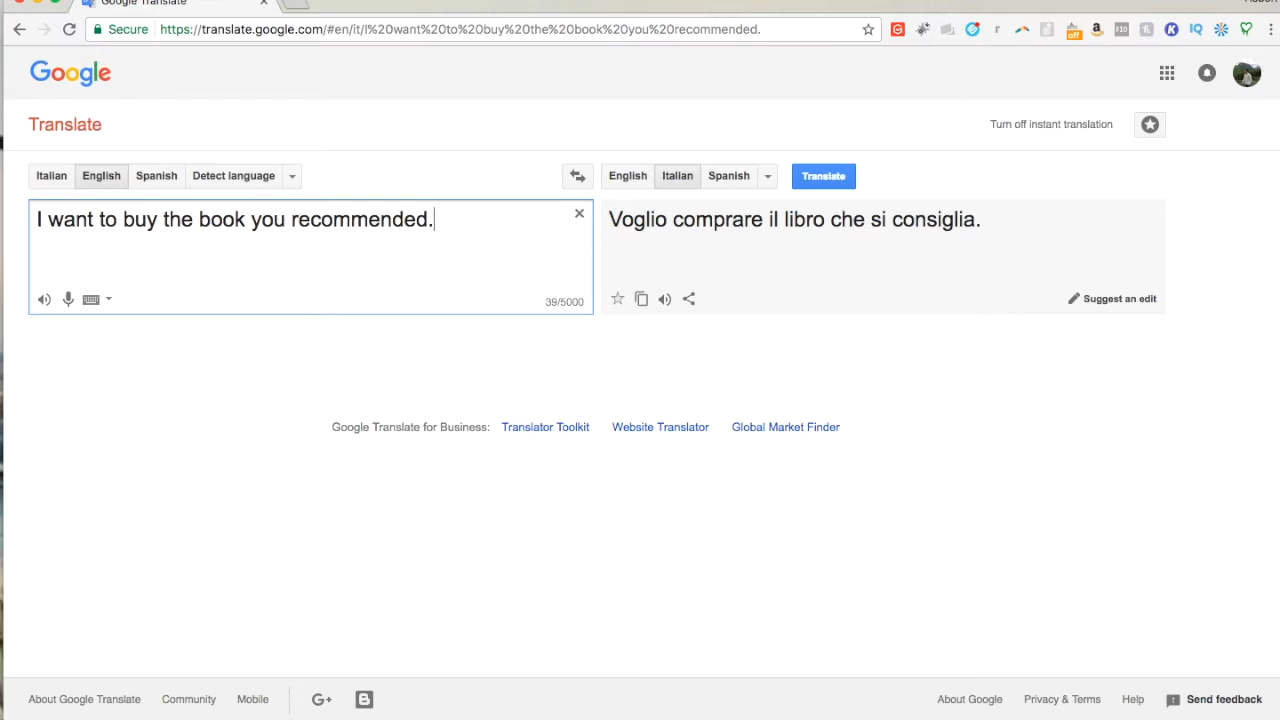 Google Translate
Secure https://translate.google.com/#en/it/I%20want%20to%20buy%20the%20book%20you%20recommended.
off
FIO
IQ
Google
Translate
Turn off instant translation
Italian English Spanish Detect language
English Italian Spanish Translate
I want to buy the book you recommended.
Voglio comprare il libro che si consiglia.
39/5000
Suggest an edit
Google Translate for Business: Translator Toolkit Website Translator Global Market Finder
About Google Translate Community Mobile G+
About Google Privacy & Terms Help Send feedback